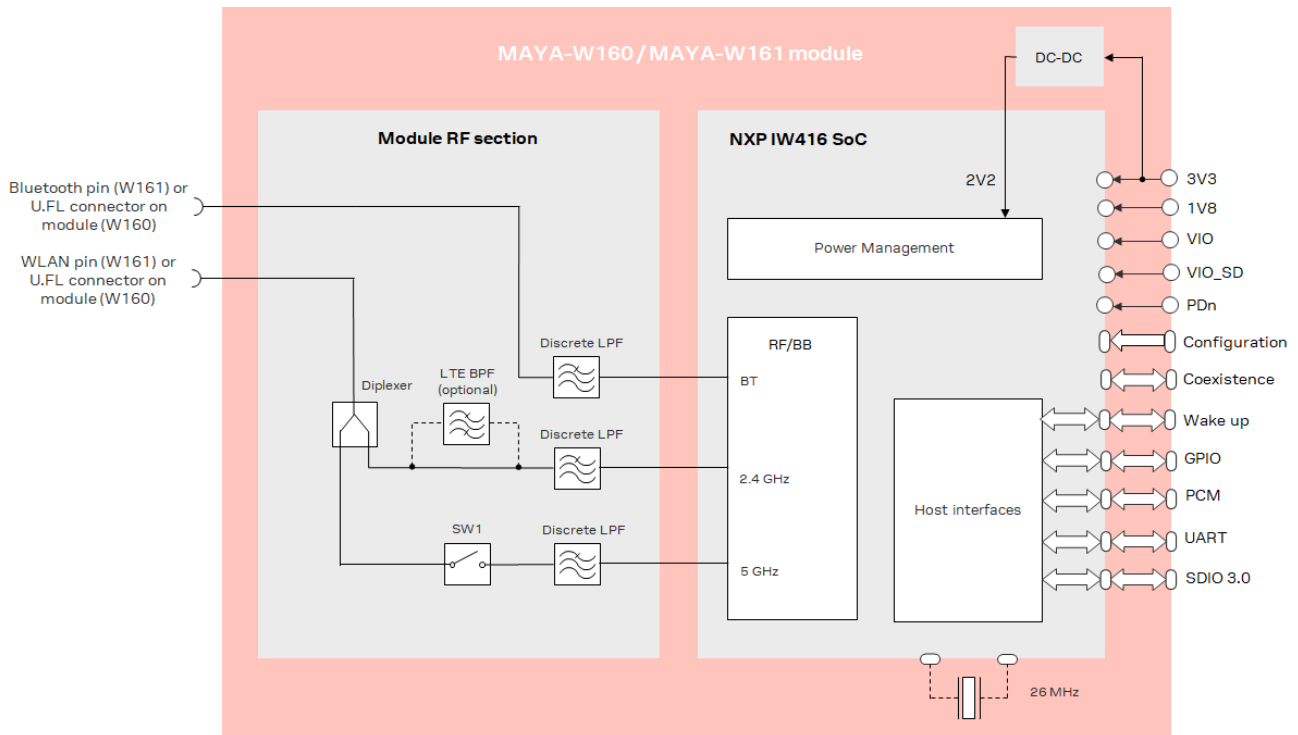 MAYA-W160 / MAYA-W161 module
DC-DC
Module RF section
NXP IW416 SoC
Bluetooth pin (W161) or
U.FL connector on
module (W160)
WLAN pin (W161) or
U.FL connector on
module (W160)
2V2
Power Management
3V3
1V8
VIO
VIO_SD
PDn
Configuration
Coexistence
Wake up
GPIO
PCM
UART
SDIO 3.0
Discrete LPF
RF/BB
BT
LTE BPF
(optional)
Diplexer
Discrete LPF
2.4 GHz
SW1
Discrete LPF
5 GHz
Host interfaces
26 MHz